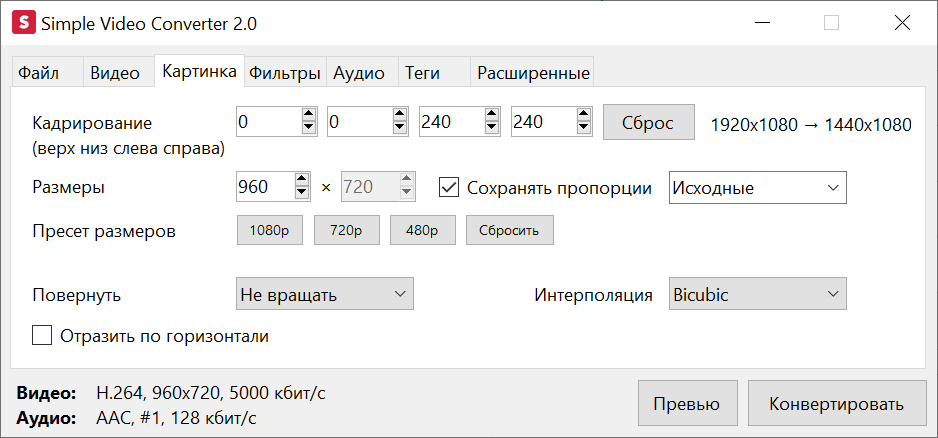 S Simple Video Converter 2.0
Файл Видео Картинка Фильтры Аудио Теги Расширенные
Кадрирование 0 0 240 240 Сброс 1920x1080 → 1440x1080
(верх низ слева справа)
Размеры 960 × 720 Сохранять пропорции Исходные
Пресет размеров 1080p 720p 480p Сбросить
Повернуть Не вращать Интерполяция Bicubic
Отразить по горизонтали
Видео: H.264, 960x720, 5000 кбит/с
Аудио: AAC, #1, 128 кбит/с
Превью Конвертировать